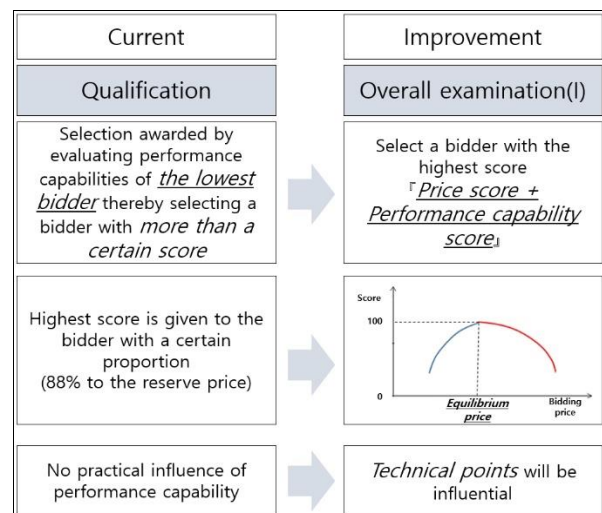 Current
Improvement
Qualification
Overall examination(I)
Selection awarded by
evaluating performance
capabilities of the lowest
bidder thereby selecting a
bidder with more than a
certain score
Select a bidder with the
highest score
『Price score +
Performance capability
score』
Highest score is given to the
bidder with a certain
proportion
(88% to the reserve price)
Score
100
0
Equilibrium
price
Bidding
price
No practical influence of
performance capability
Technical points will be
influential